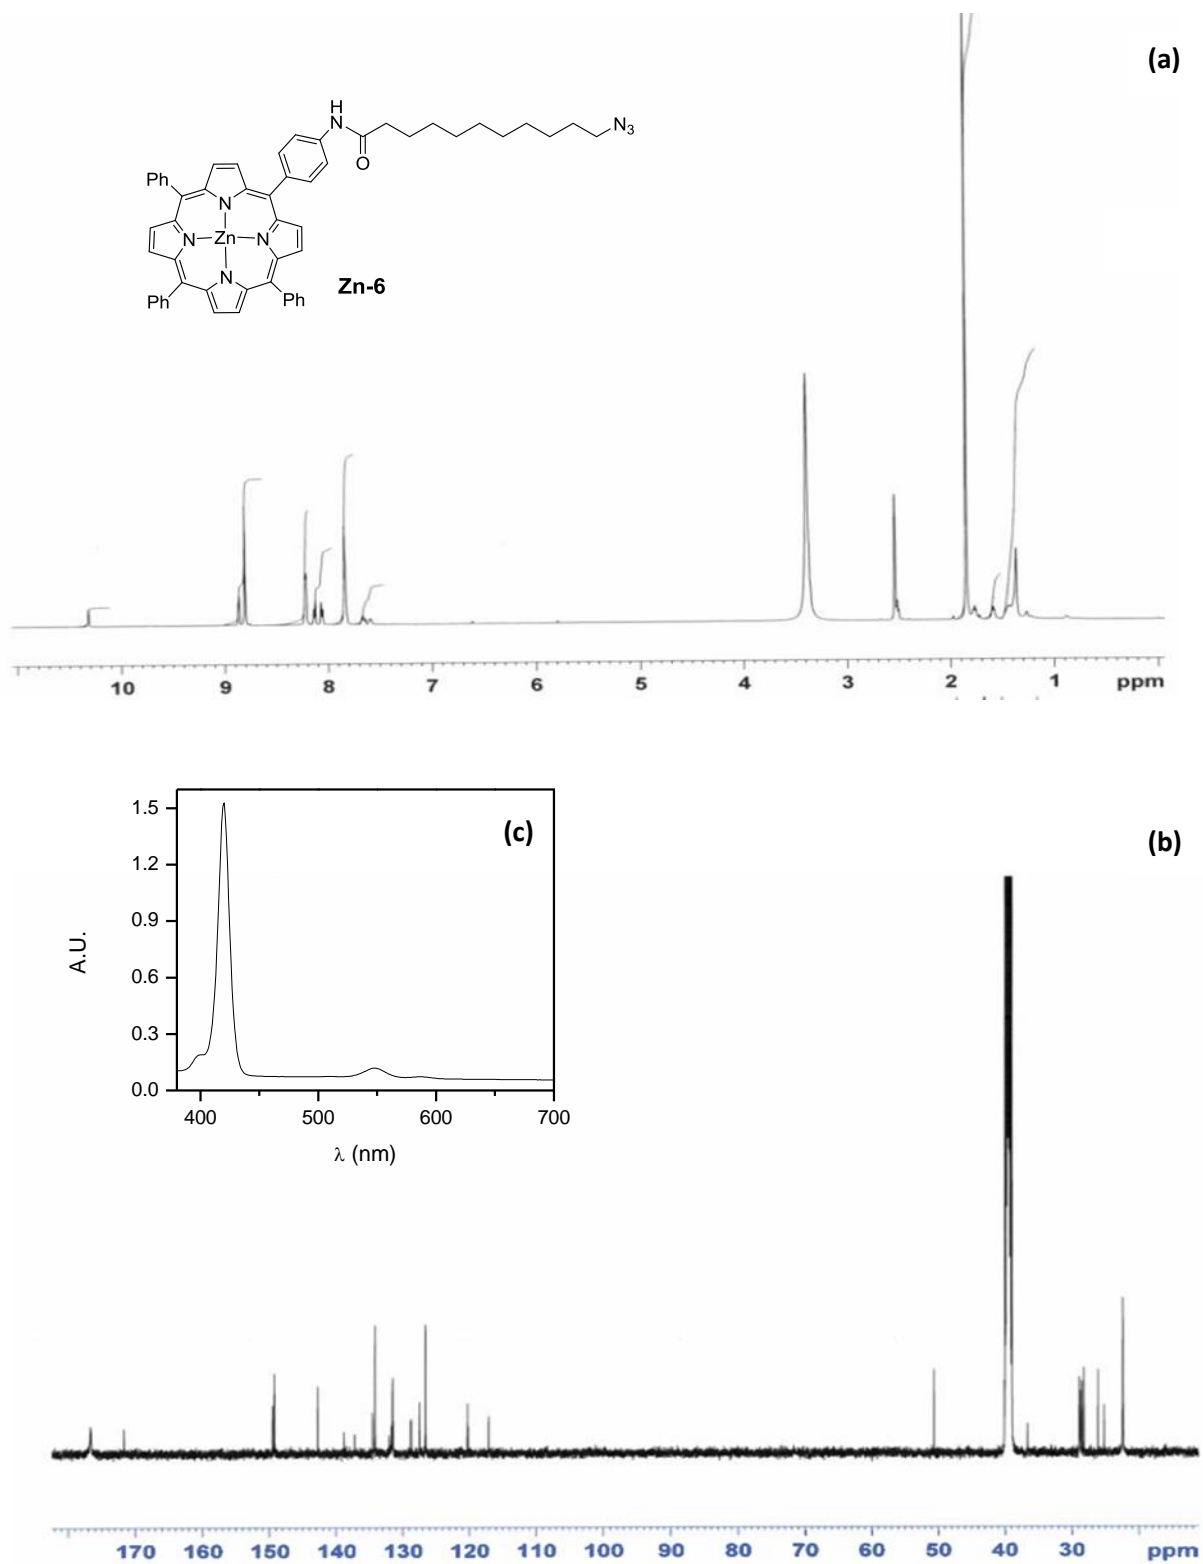 (a)
H
N
O
N3
Ph
N
N
Zn
N
N
Ph
Ph
Zn-6
10 9 8 7 6 5 4 3 2 1 ppm
(c)
1.5
1.2
0.9
0.6
0.3
0.0
A.U.
400 500 600 700
λ (nm)
(b)
170 160 150 140 130 120 110 100 90 80 70 60 50 40 30 ppm